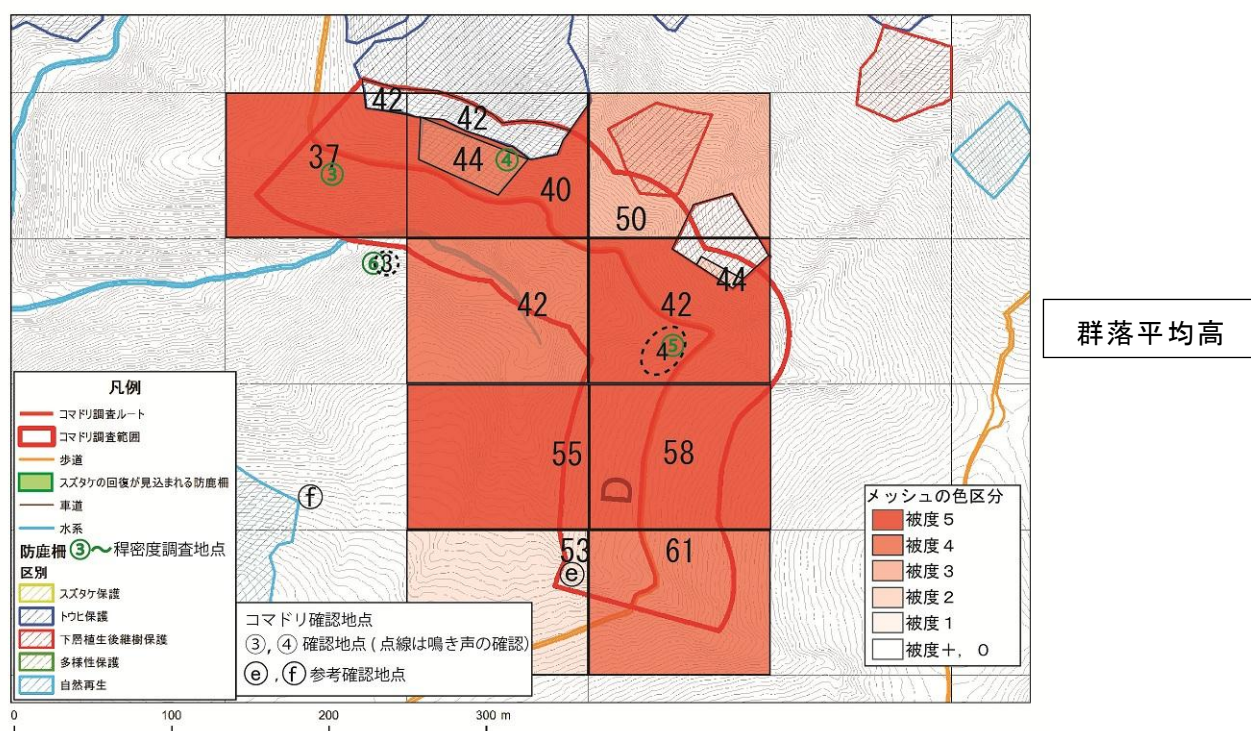 42
42
37
③
44
④
40
50
⑥3
44
42
42
4⑤
55
58
D
ⓕ
53
61
ⓔ
群落平均高
凡例
コマドリ調査ルート
コマドリ調査範囲
歩道
スズタケの回復が見込まれる防鹿柵
車道
水系
防鹿柵 ③～ 稈密度調査地点
区別
スズタケ保護
トウヒ保護
下層植生後継樹保護
多様性保護
自然再生
コマドリ確認地点
③, ④ 確認地点 ( 点線は鳴き声の確認)
ⓔ , ⓕ 参考確認地点
メッシュの色区分
被度５
被度４
被度３
被度２
被度１
被度＋, ０
0 100 200 300 m